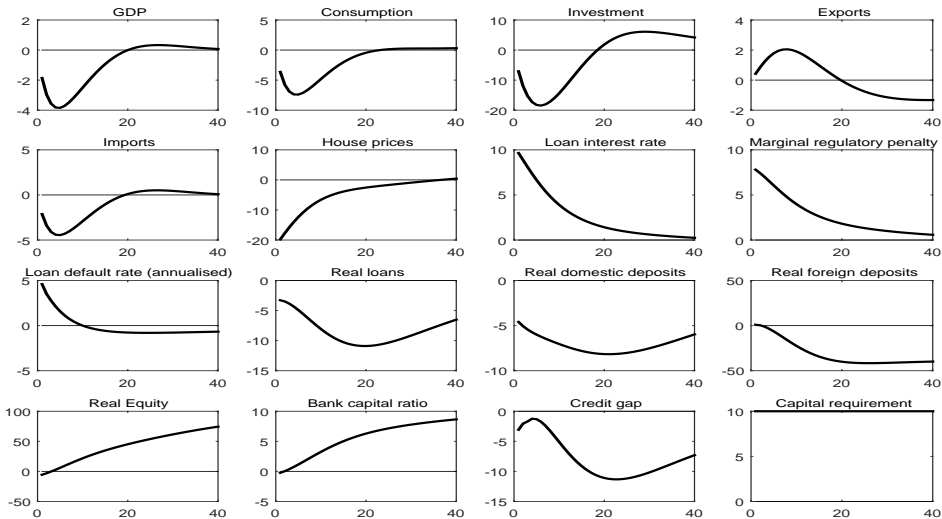 GDP Consumption Investment Exports
2 5 10 4
0 0 0 2
-2 -5 -10 0
-4 -10 -20 -2
0 20 40 0 20 40 0 20 40 0 20 40
Imports House prices Loan interest rate Marginal regulatory penalty
5 10 10 10
0 0 5 5
-10
-5 -20 0 0
0 20 40 0 20 40 0 20 40 0 20 40
Loan default rate (annualised) Real loans Real domestic deposits Real foreign deposits
5 0 0 50
-5
0 -5 0
-10
-5 -15 -10 -50
0 20 40 0 20 40 0 20 40 0 20 40
Real Equity Bank capital ratio Credit gap Capital requirement
100 10 0 10
50 5 -5
5
0 0 -10
-50 -5 -15 0
0 20 40 0 20 40 0 20 40 0 20 40